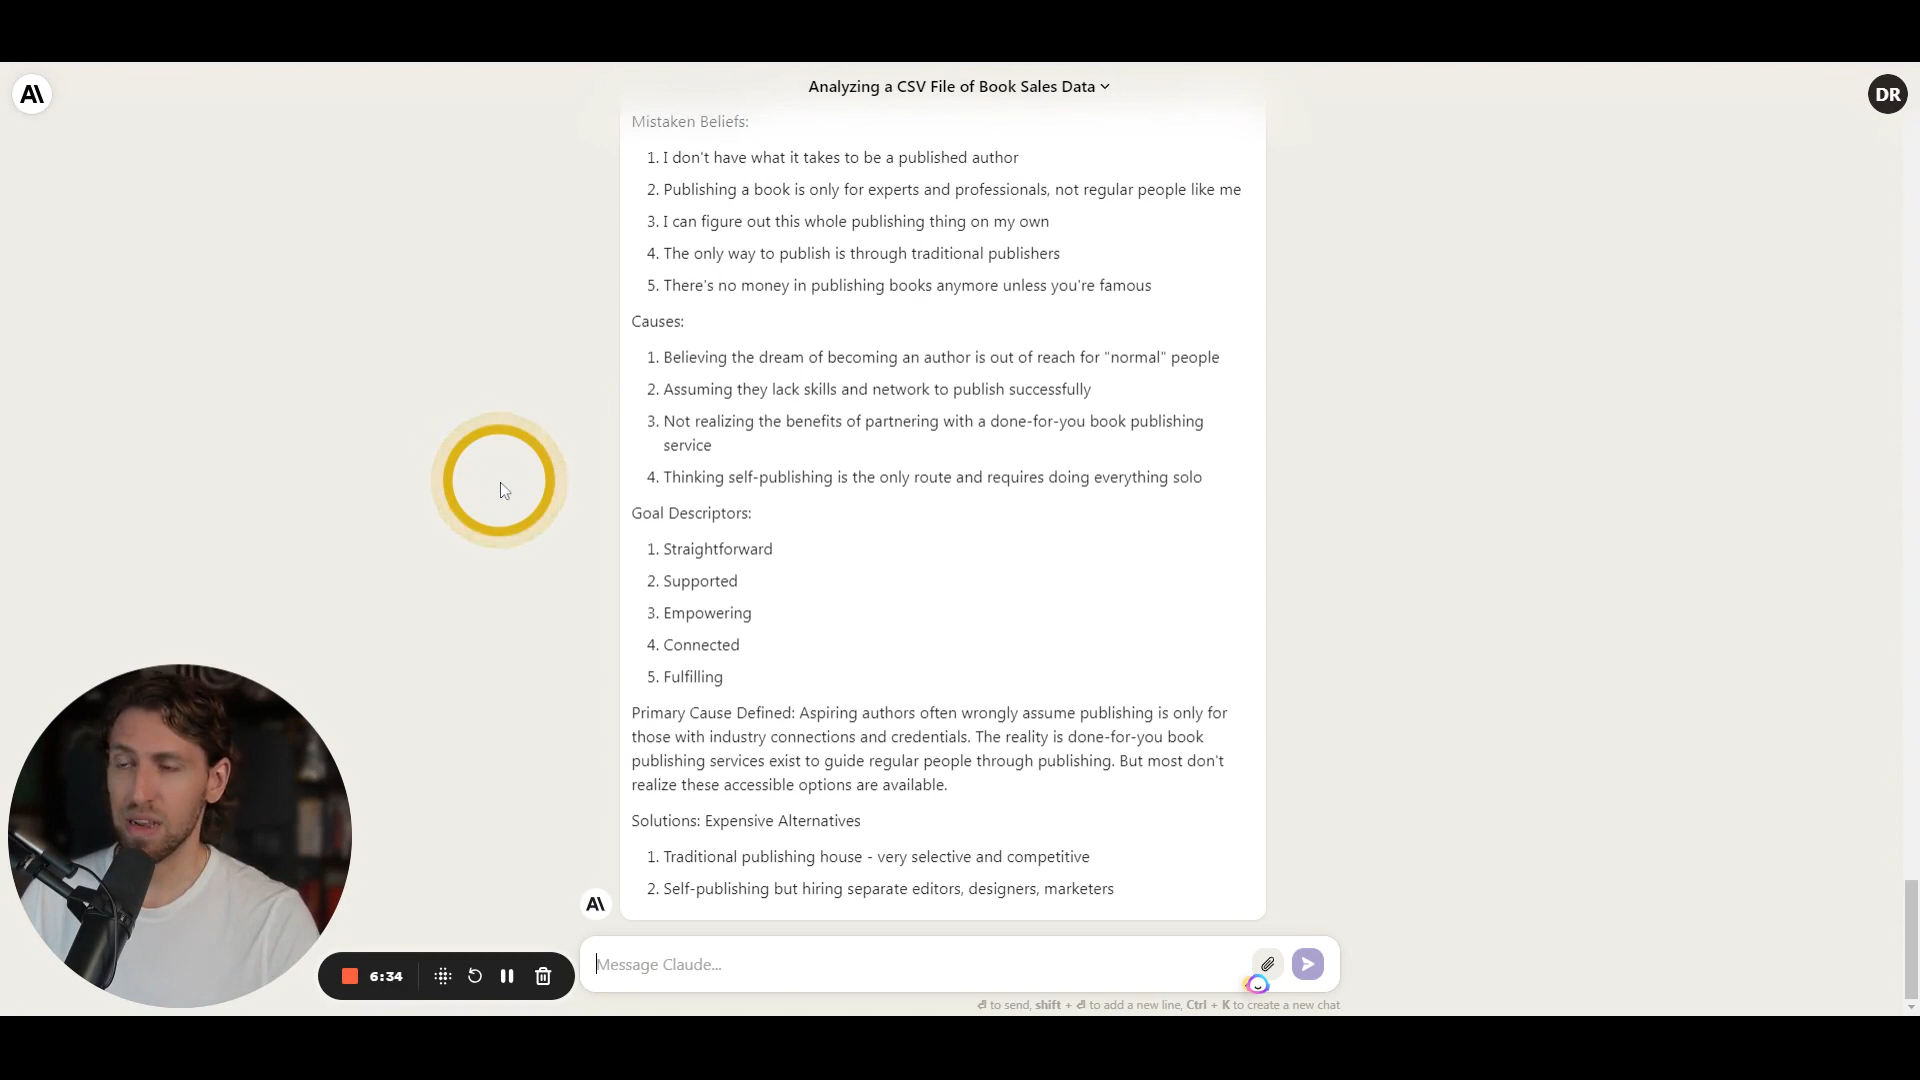 A\
Analyzing a CSV File of Book Sales Data
DR
Mistaken Beliefs:
1. I don't have what it takes to be a published author
2. Publishing a book is only for experts and professionals, not regular people like me
3. I can figure out this whole publishing thing on my own
4. The only way to publish is through traditional publishers
5. There's no money in publishing books anymore unless you're famous
Causes:
1. Believing the dream of becoming an author is out of reach for "normal" people
2. Assuming they lack skills and network to publish successfully
3. Not realizing the benefits of partnering with a done-for-you book publishing
service
4. Thinking self-publishing is the only route and requires doing everything solo
Goal Descriptors:
1. Straightforward
2. Supported
3. Empowering
4. Connected
5. Fulfilling
Primary Cause Defined: Aspiring authors often wrongly assume publishing is only for
those with industry connections and credentials. The reality is done-for-you book
publishing services exist to guide regular people through publishing. But most don't
realize these accessible options are available.
Solutions: Expensive Alternatives
1. Traditional publishing house - very selective and competitive
2. Self-publishing but hiring separate editors, designers, marketers
A\
6:34
Message Claude...
⏎ to send, shift + ⏎ to add a new line, Ctrl + K to create a new chat